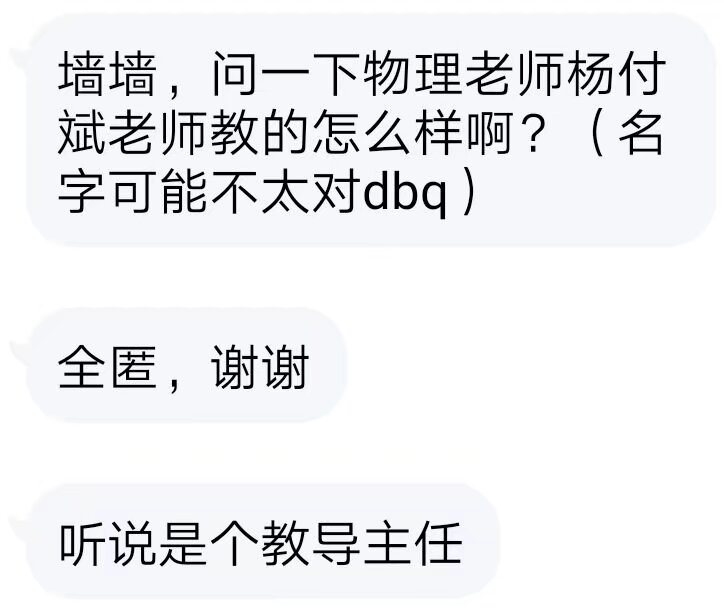 墙墙，问一下物理老师杨付
斌老师教的怎么样啊？（名
字可能不太对dbq）
全匿，谢谢
听说是个教导主任